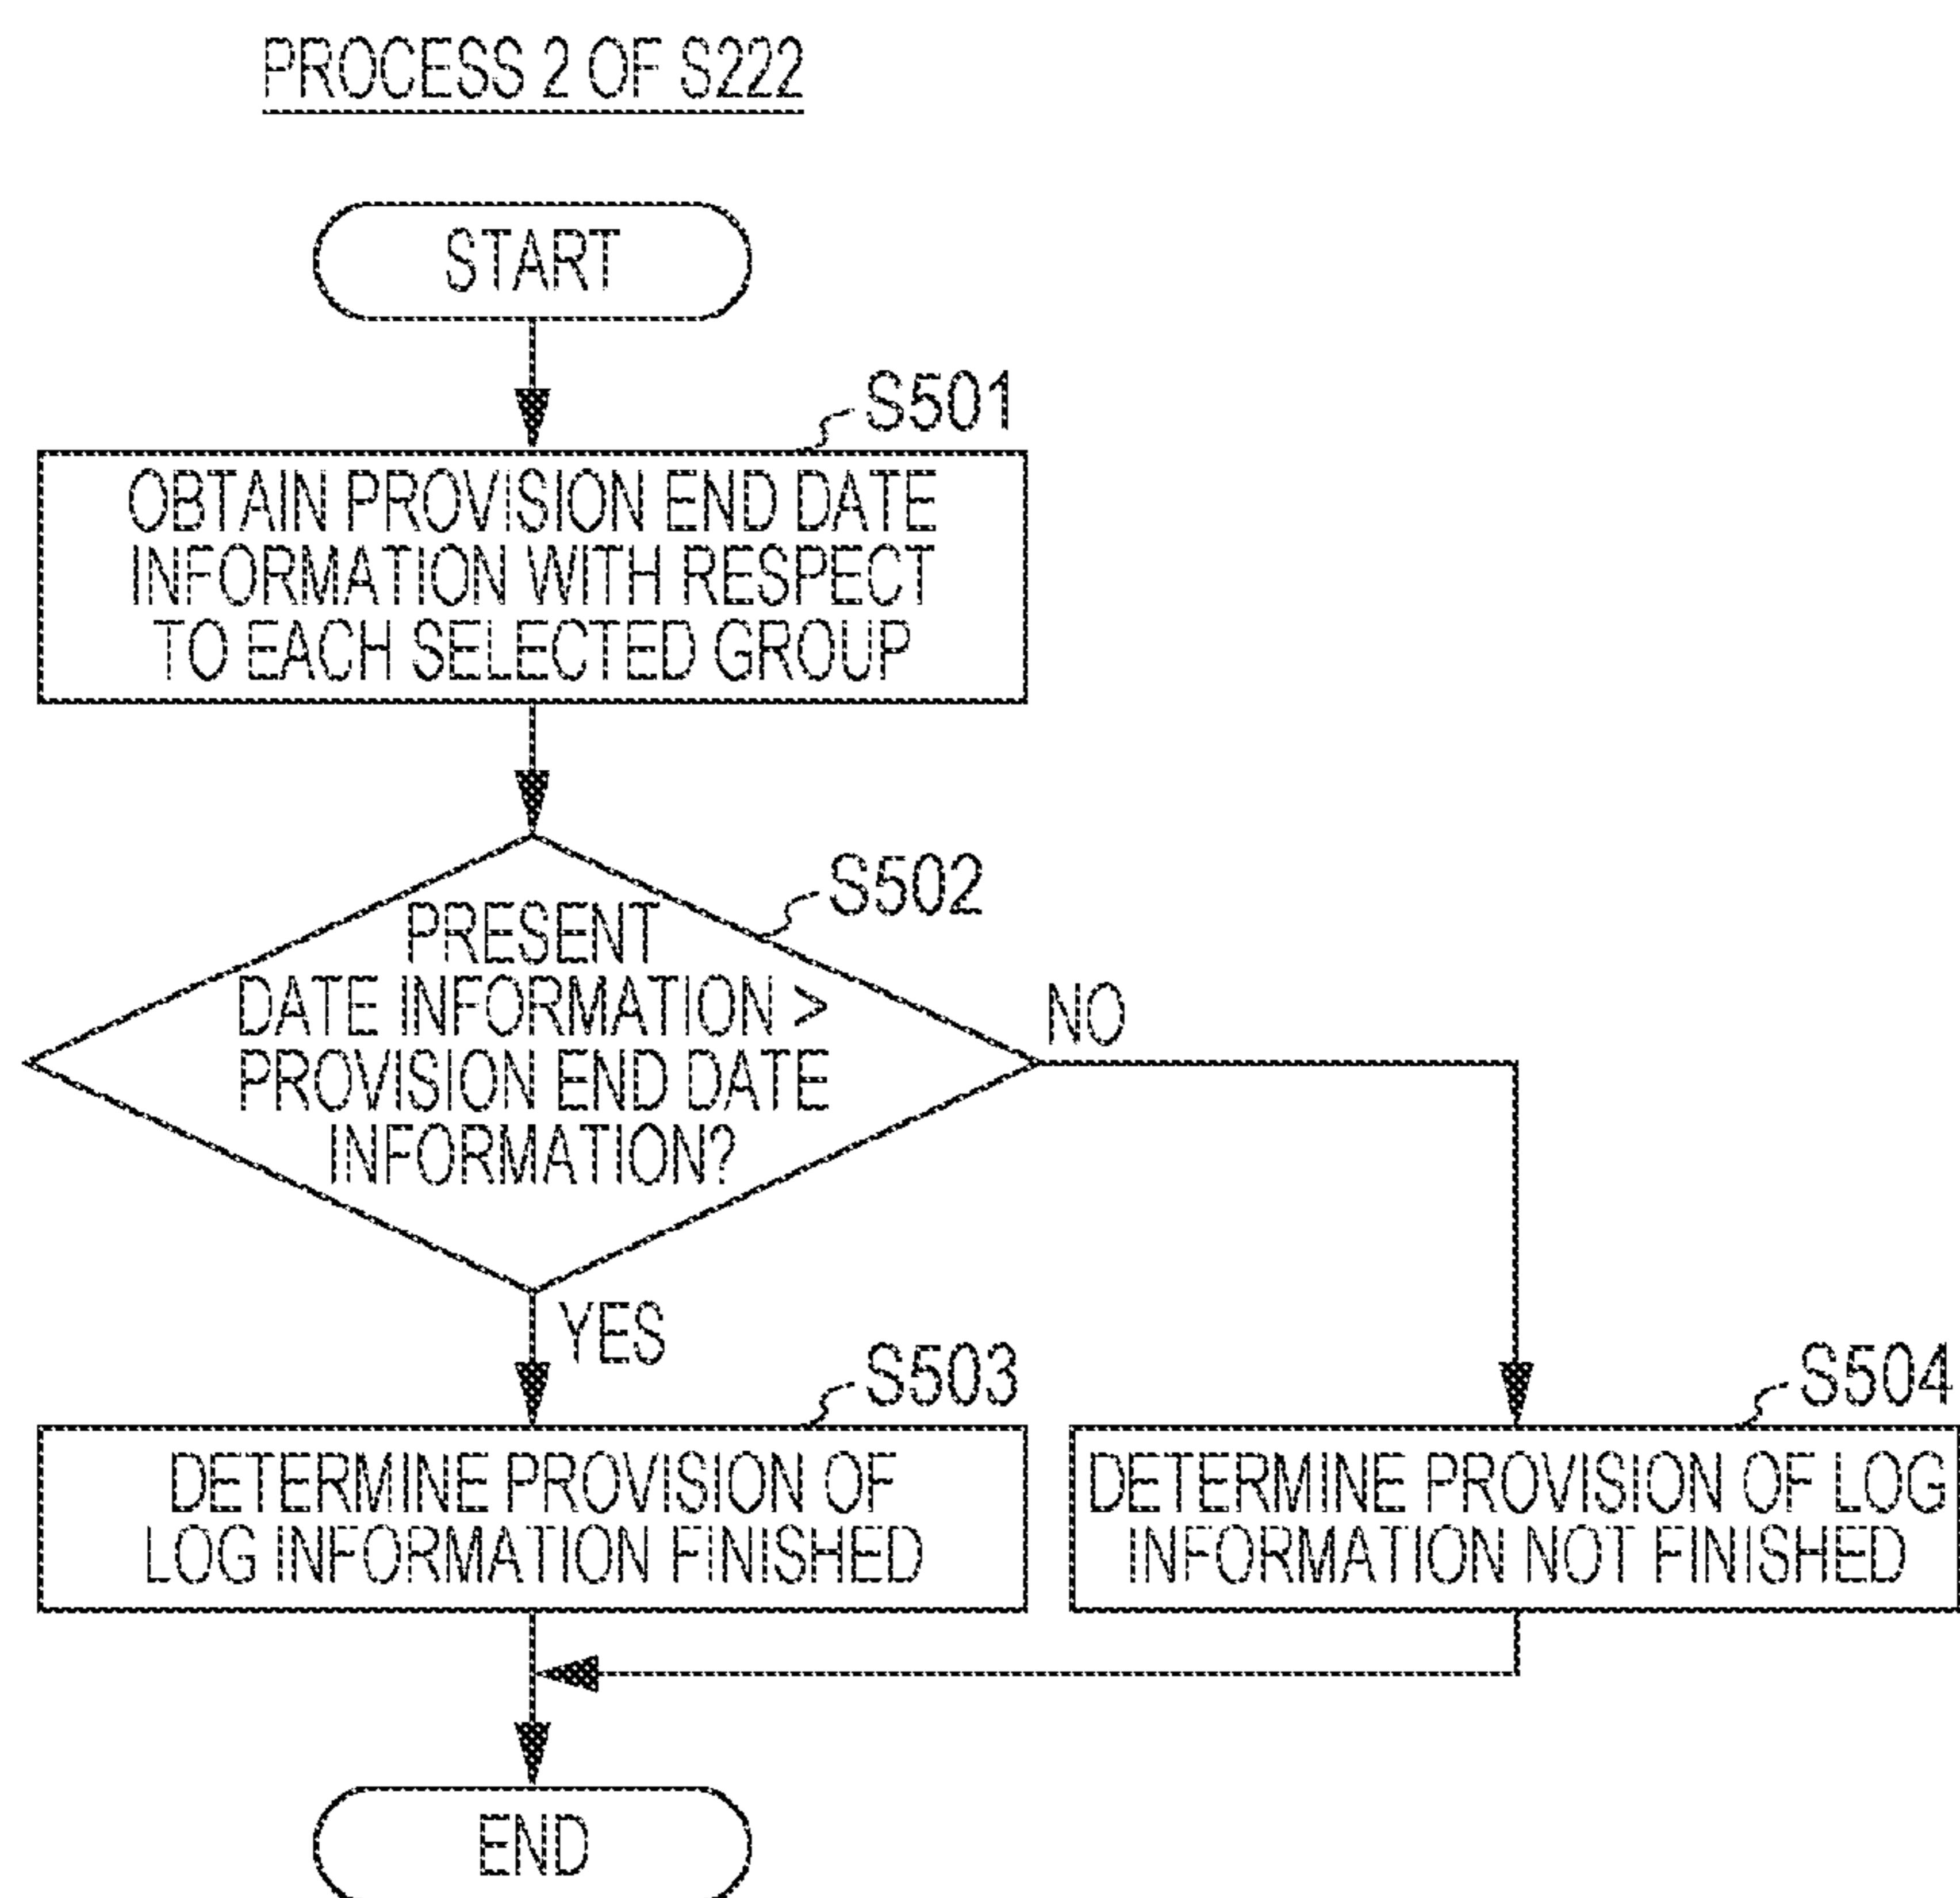 PROCESS 2 OF S222
START
S501
OBTAIN PROVISION END DATE
INFORMATION WITH RESPECT
TO EACH SELECTED GROUP
S502
PRESENT
DATE INFORMATION >
PROVISION END DATE
INFORMATION?
NO
YES
S503
DETERMINE PROVISION OF
LOG INFORMATION FINISHED
S504
DETERMINE PROVISION OF LOG
INFORMATION NOT FINISHED
END